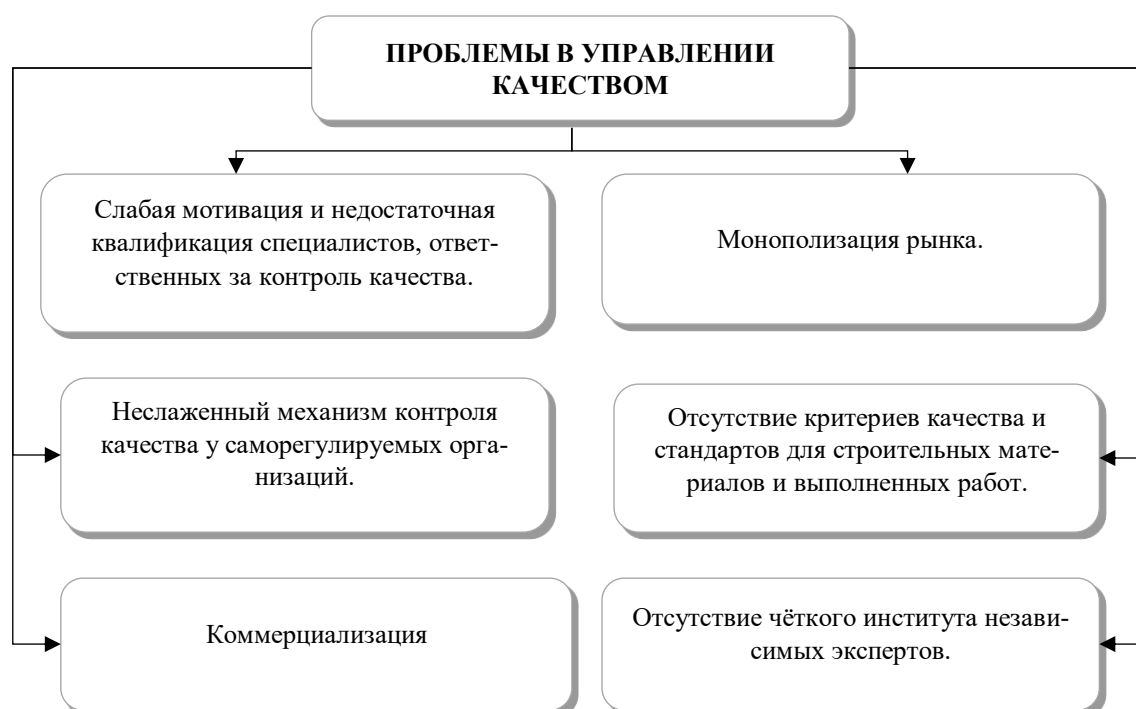 ПРОБЛЕМЫ В УПРАВЛЕНИИ
КАЧЕСТВОМ
Слабая мотивация и недостаточная
квалификация специалистов, ответ-
ственных за контроль качества.
Монополизация рынка.
Неслаженный механизм контроля
качества у саморегулируемых орга-
низаций.
Отсутствие критериев качества и
стандартов для строительных мате-
риалов и выполненных работ.
Коммерциализация
Отсутствие чёткого института незави-
симых экспертов.